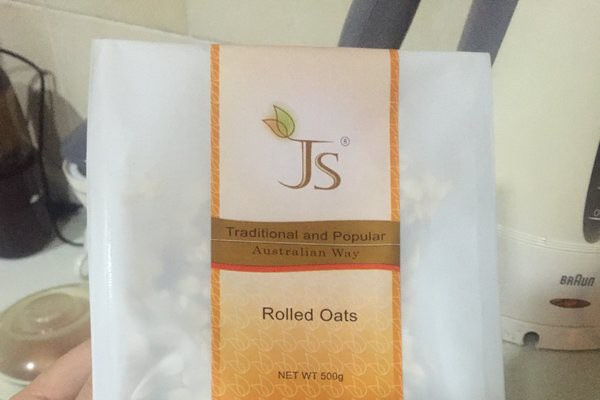 JS®
Traditional and Popular
Australian Way
Rolled Oats
NET WT 500g
BRAUN